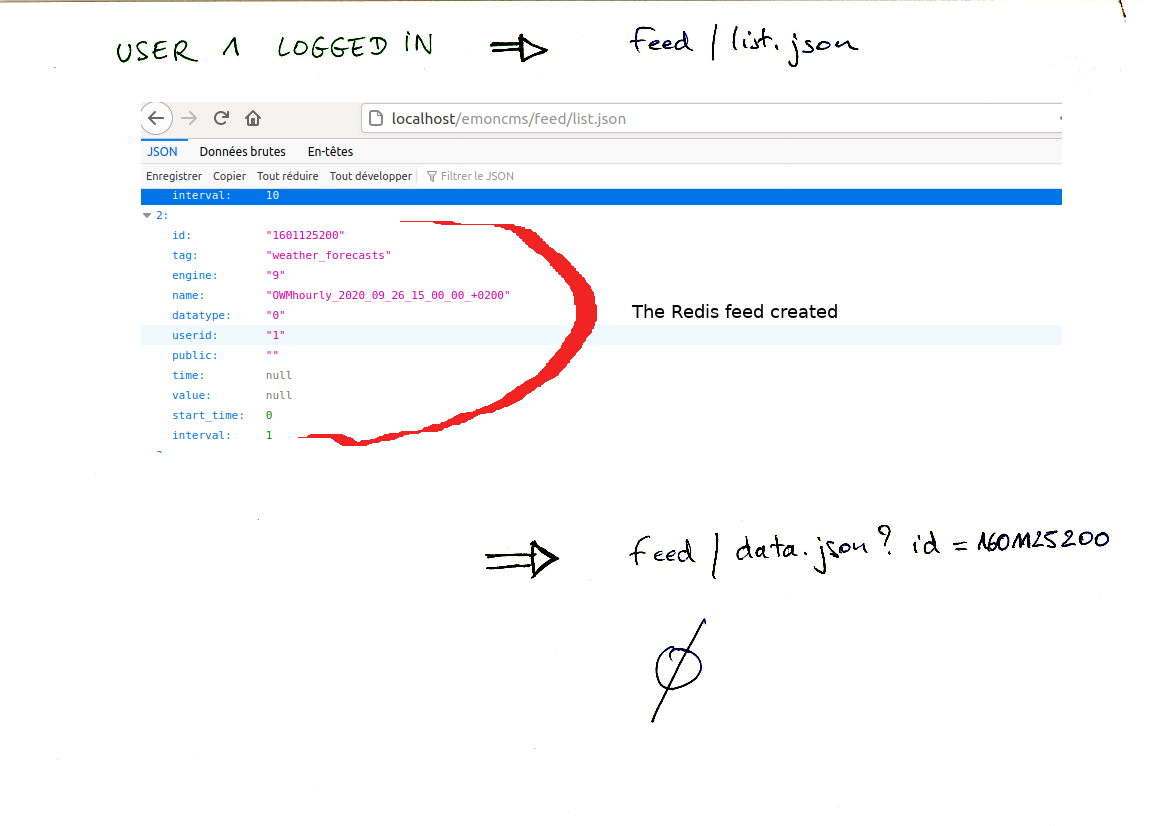 USER 1 LOGGED IN ⇒ feed / list.json
localhost/emoncms/feed/list.json
JSON Données brutes En-têtes
Enregistrer Copier Tout réduire Tout développer Filtrer le JSON
interval: 10
2:
id: "1601125200"
tag: "weather_forecasts"
engine: "9"
name: "OWMhourly_2020_09_26_15_00_00_+0200"
datatype: "0"
userid: "1"
public: ""
time: null
value: null
start_time: 0
interval: 1
The Redis feed created
⇒ feed / data.json? id = 1601125200
Ø